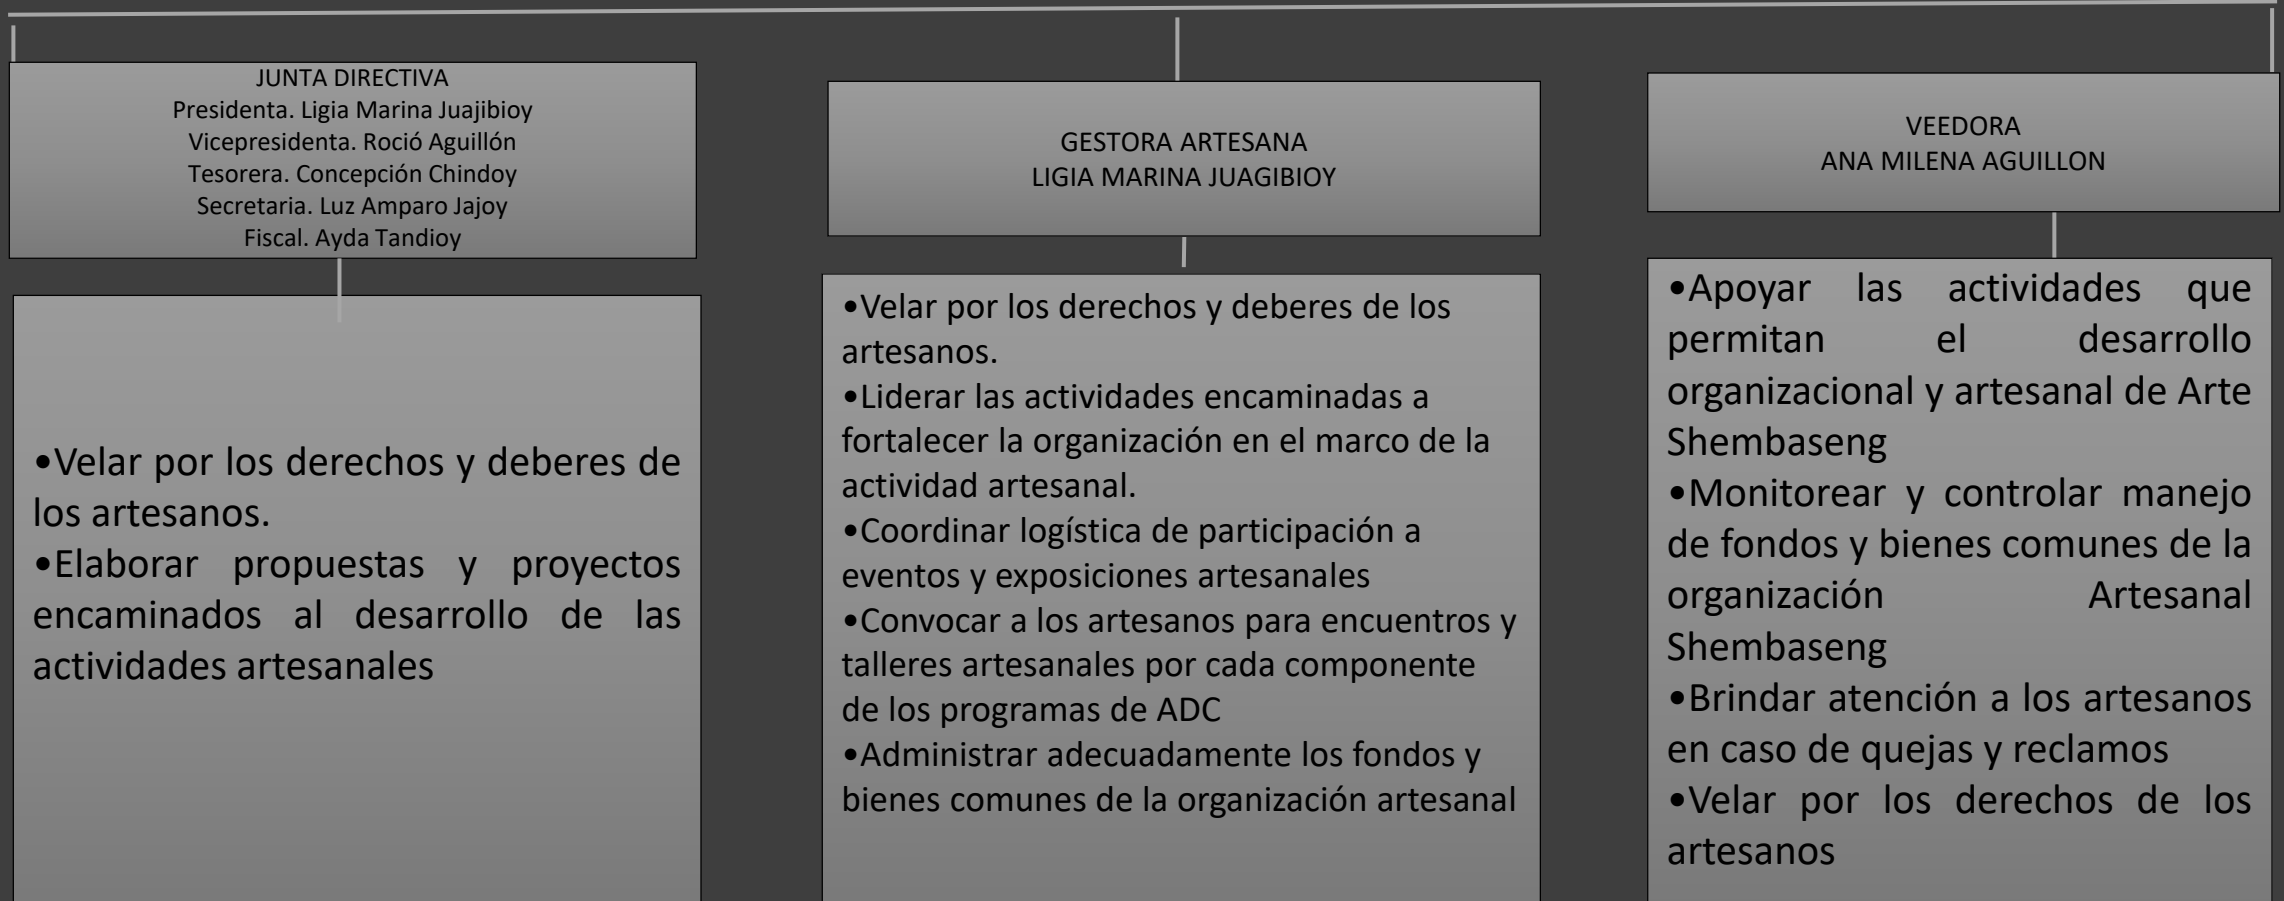 JUNTA DIRECTIVA
Presidenta. Ligia Marina Juajibioy
Vicepresidenta. Roció Aguillón
Tesorera. Concepción Chindoy
Secretaria. Luz Amparo Jajoy
Fiscal. Ayda Tandioy
•Velar por los derechos y deberes de
los artesanos.
•Elaborar propuestas y proyectos
encaminados al desarrollo de las
actividades artesanales
GESTORA ARTESANA
LIGIA MARINA JUAGIBIOY
•Velar por los derechos y deberes de los
artesanos.
•Liderar las actividades encaminadas a
fortalecer la organización en el marco de la
actividad artesanal.
•Coordinar logística de participación a
eventos y exposiciones artesanales
•Convocar a los artesanos para encuentros y
talleres artesanales por cada componente
de los programas de ADC
•Administrar adecuadamente los fondos y
bienes comunes de la organización artesanal
VEEDORA
ANA MILENA AGUILLON
•Apoyar las actividades que
permitan el desarrollo
organizacional y artesanal de Arte
Shembaseng
•Monitorear y controlar manejo
de fondos y bienes comunes de la
organización Artesanal
Shembaseng
•Brindar atención a los artesanos
en caso de quejas y reclamos
•Velar por los derechos de los
artesanos